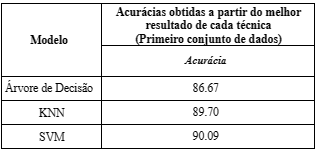 Modelo
Acurácias obtidas a partir do melhor
resultado de cada técnica
(Primeiro conjunto de dados)
Acurácia
Árvore de Decisão 86.67
KNN 89.70
SVM 90.09